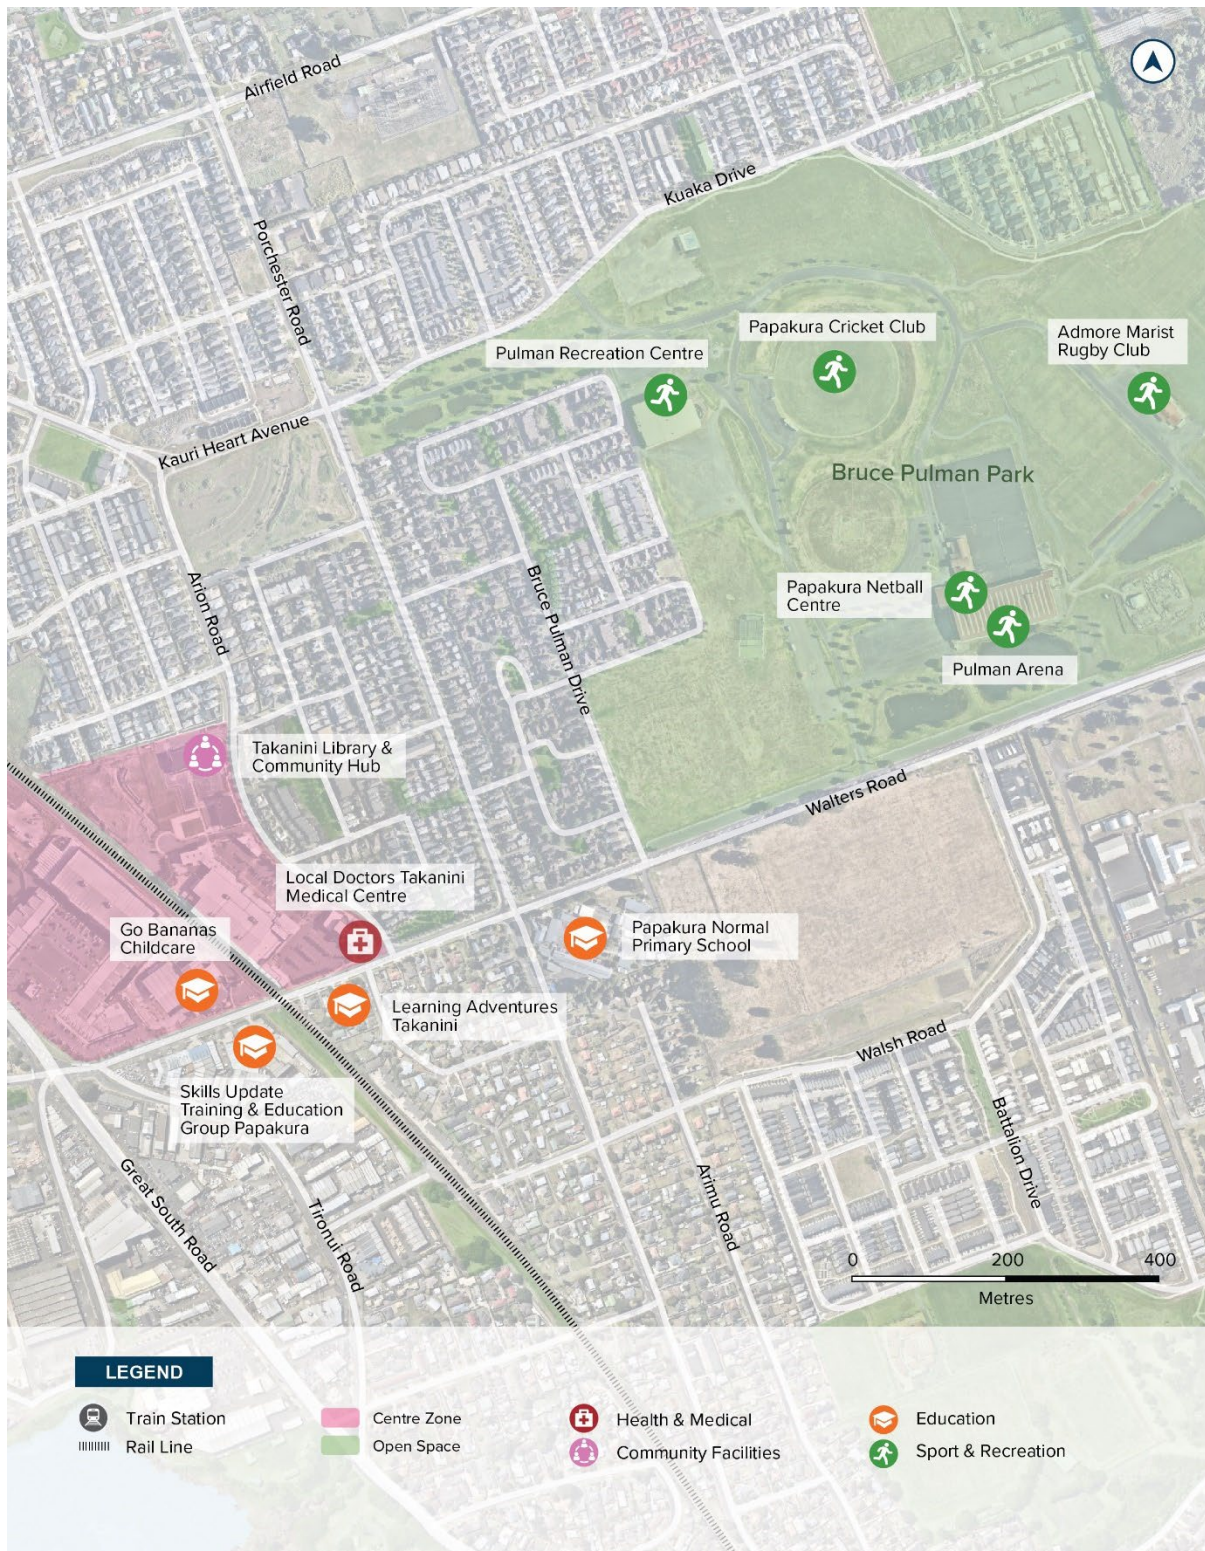 Airfield Road
Kuaka Drive
Porchester Road
Papakura Cricket Club
Admore Marist
Rugby Club
Pulman Recreation Centre
Kauri Heart Avenue
Bruce Pulman Park
Arion Road
Bruce Pulman Drive
Papakura Netball
Centre
Pulman Arena
Takanini Library &
Community Hub
Walters Road
Local Doctors Takanini
Medical Centre
Go Bananas
Childcare
Papakura Normal
Primary School
Learning Adventures
Takanini
Walsh Road
Skills Update
Training & Education
Group Papakura
Battalion Drive
Great South Road
Tironui Road
Arimu Road
0 200 400
Metres
LEGEND
Train Station
Rail Line
Centre Zone
Open Space
Health & Medical
Community Facilities
Education
Sport & Recreation